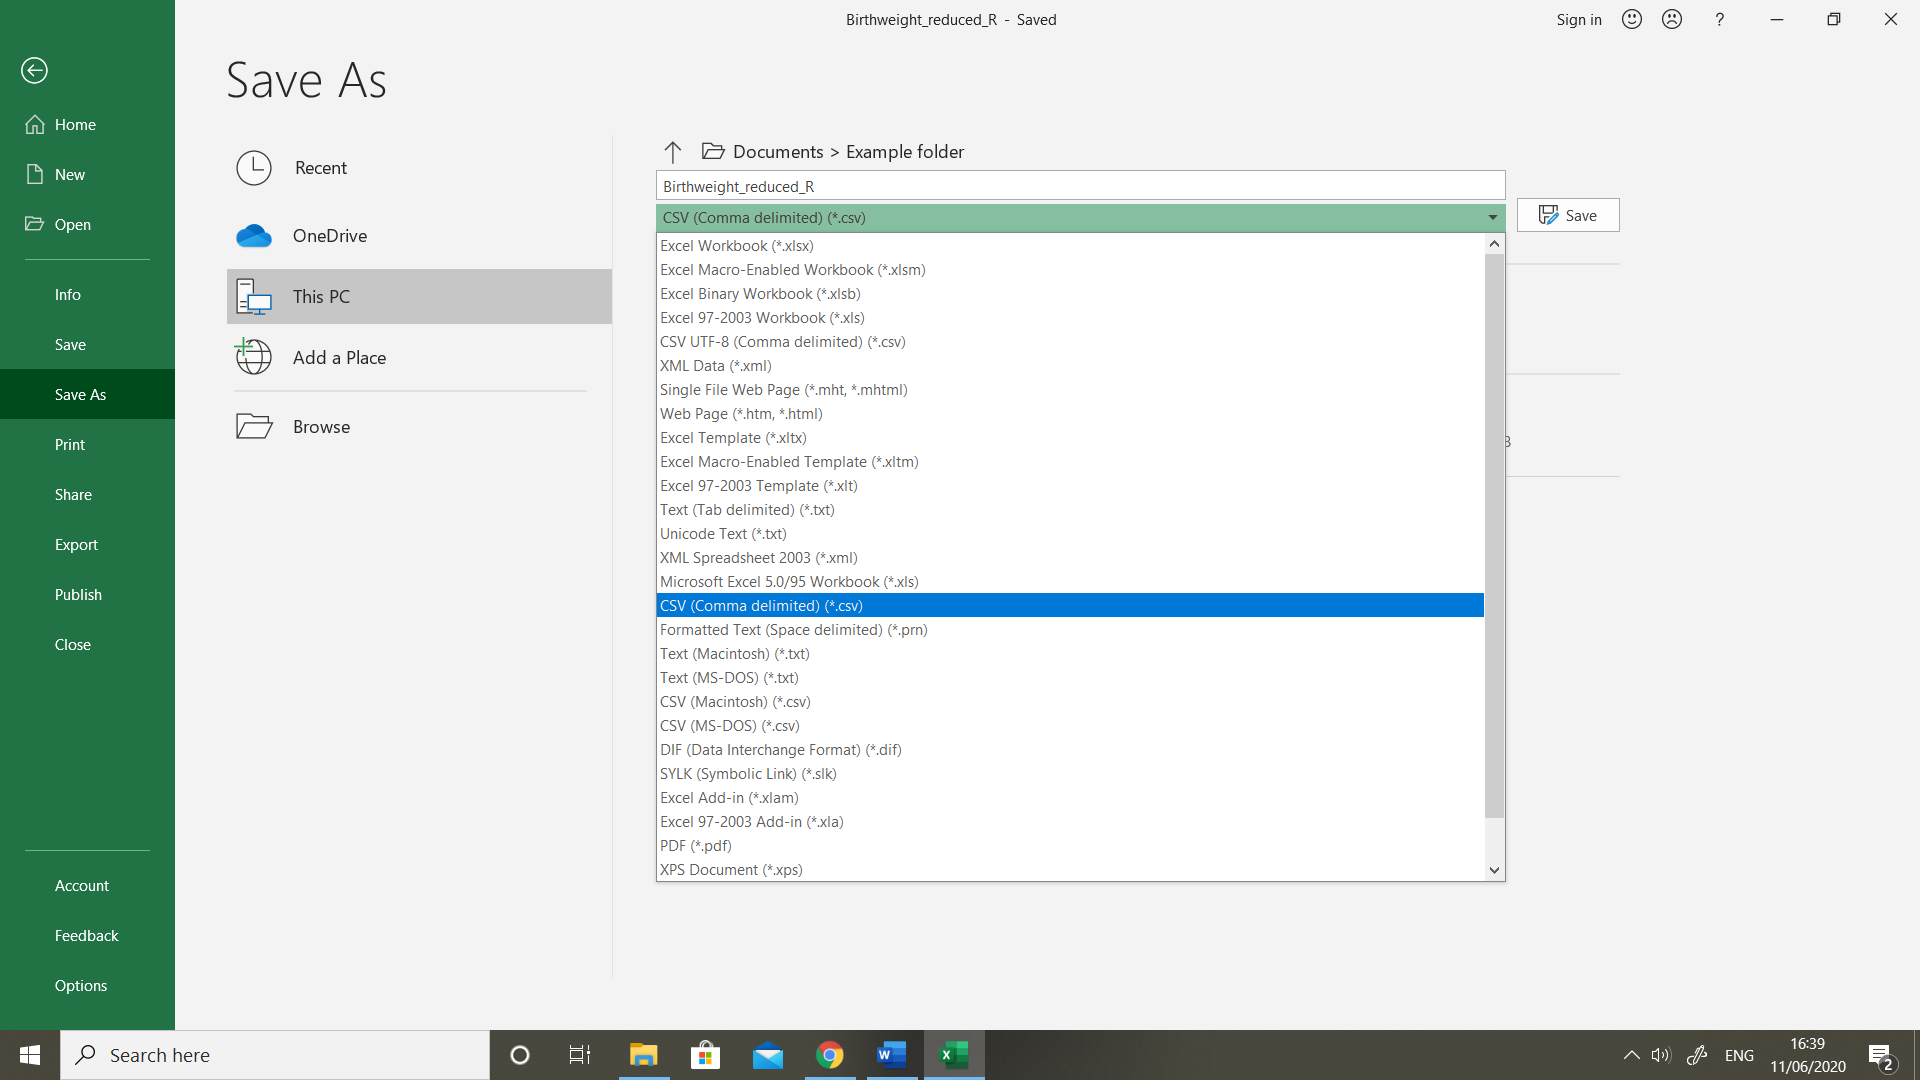 Birthweight_reduced_R - Saved
Sign in
?
Save As
Home
New
Open
Info
Save
Save As
Print
Share
Export
Publish
Close
Account
Feedback
Options
Recent
OneDrive
This PC
Add a Place
Browse
Documents > Example folder
Birthweight_reduced_R
CSV (Comma delimited) (*.csv)
Save
Excel Workbook (*.xlsx)
Excel Macro-Enabled Workbook (*.xlsm)
Excel Binary Workbook (*.xlsb)
Excel 97-2003 Workbook (*.xls)
CSV UTF-8 (Comma delimited) (*.csv)
XML Data (*.xml)
Single File Web Page (*.mht, *.mhtml)
Web Page (*.htm, *.html)
Excel Template (*.xltx)
Excel Macro-Enabled Template (*.xltm)
Excel 97-2003 Template (*.xlt)
Text (Tab delimited) (*.txt)
Unicode Text (*.txt)
XML Spreadsheet 2003 (*.xml)
Microsoft Excel 5.0/95 Workbook (*.xls)
CSV (Comma delimited) (*.csv)
Formatted Text (Space delimited) (*.prn)
Text (Macintosh) (*.txt)
Text (MS-DOS) (*.txt)
CSV (Macintosh) (*.csv)
CSV (MS-DOS) (*.csv)
DIF (Data Interchange Format) (*.dif)
SYLK (Symbolic Link) (*.slk)
Excel Add-in (*.xlam)
Excel 97-2003 Add-in (*.xla)
PDF (*.pdf)
XPS Document (*.xps)
Search here
ENG
16:39
11/06/2020
2